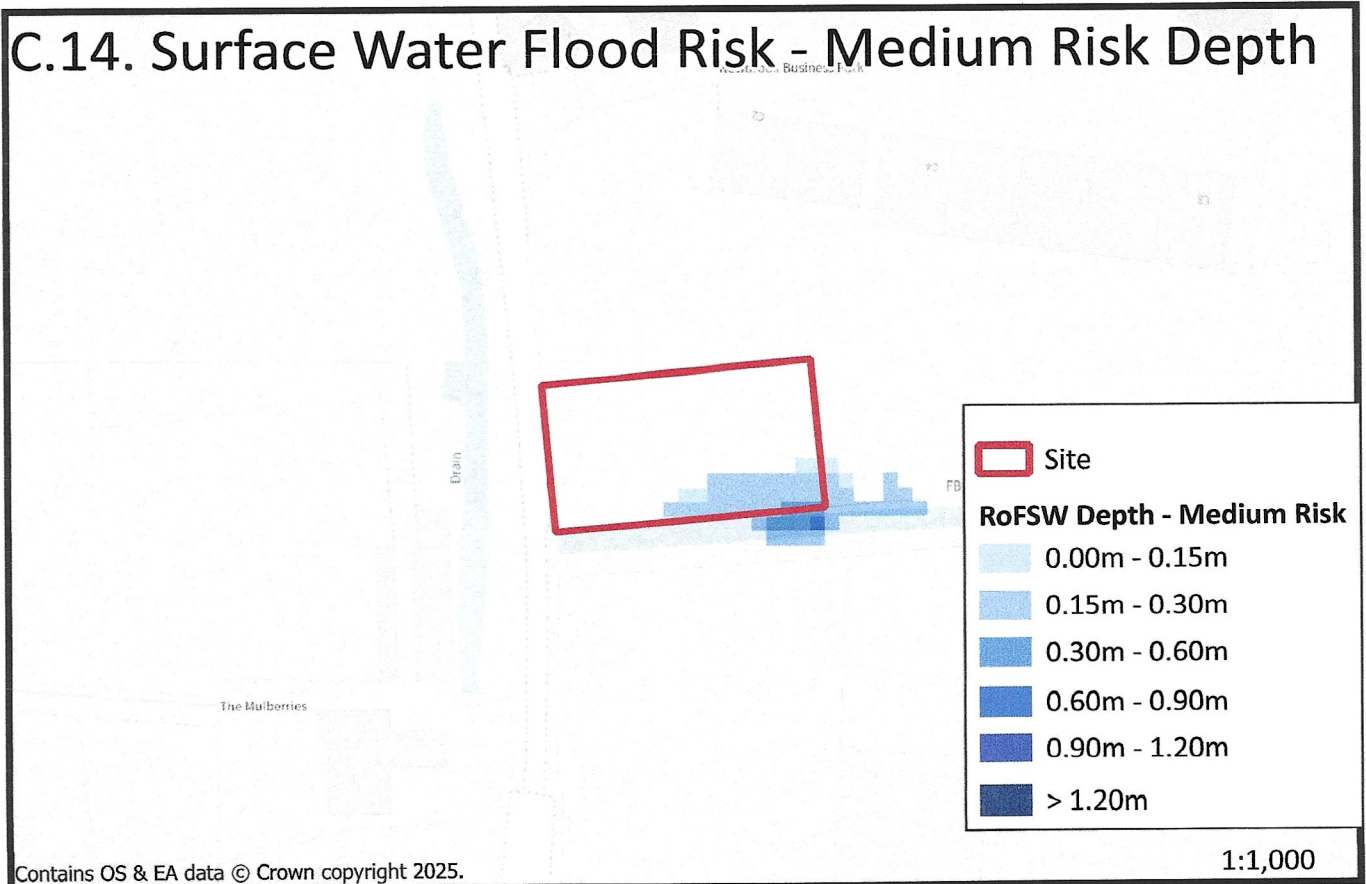 C.14. Surface Water Flood Risk - Medium Risk Depth
Business Park
Drain
FB
The Mulberries
Site
RoFSW Depth - Medium Risk
0.00m - 0.15m
0.15m - 0.30m
0.30m - 0.60m
0.60m - 0.90m
0.90m - 1.20m
> 1.20m
1:1,000
Contains OS & EA data © Crown copyright 2025.